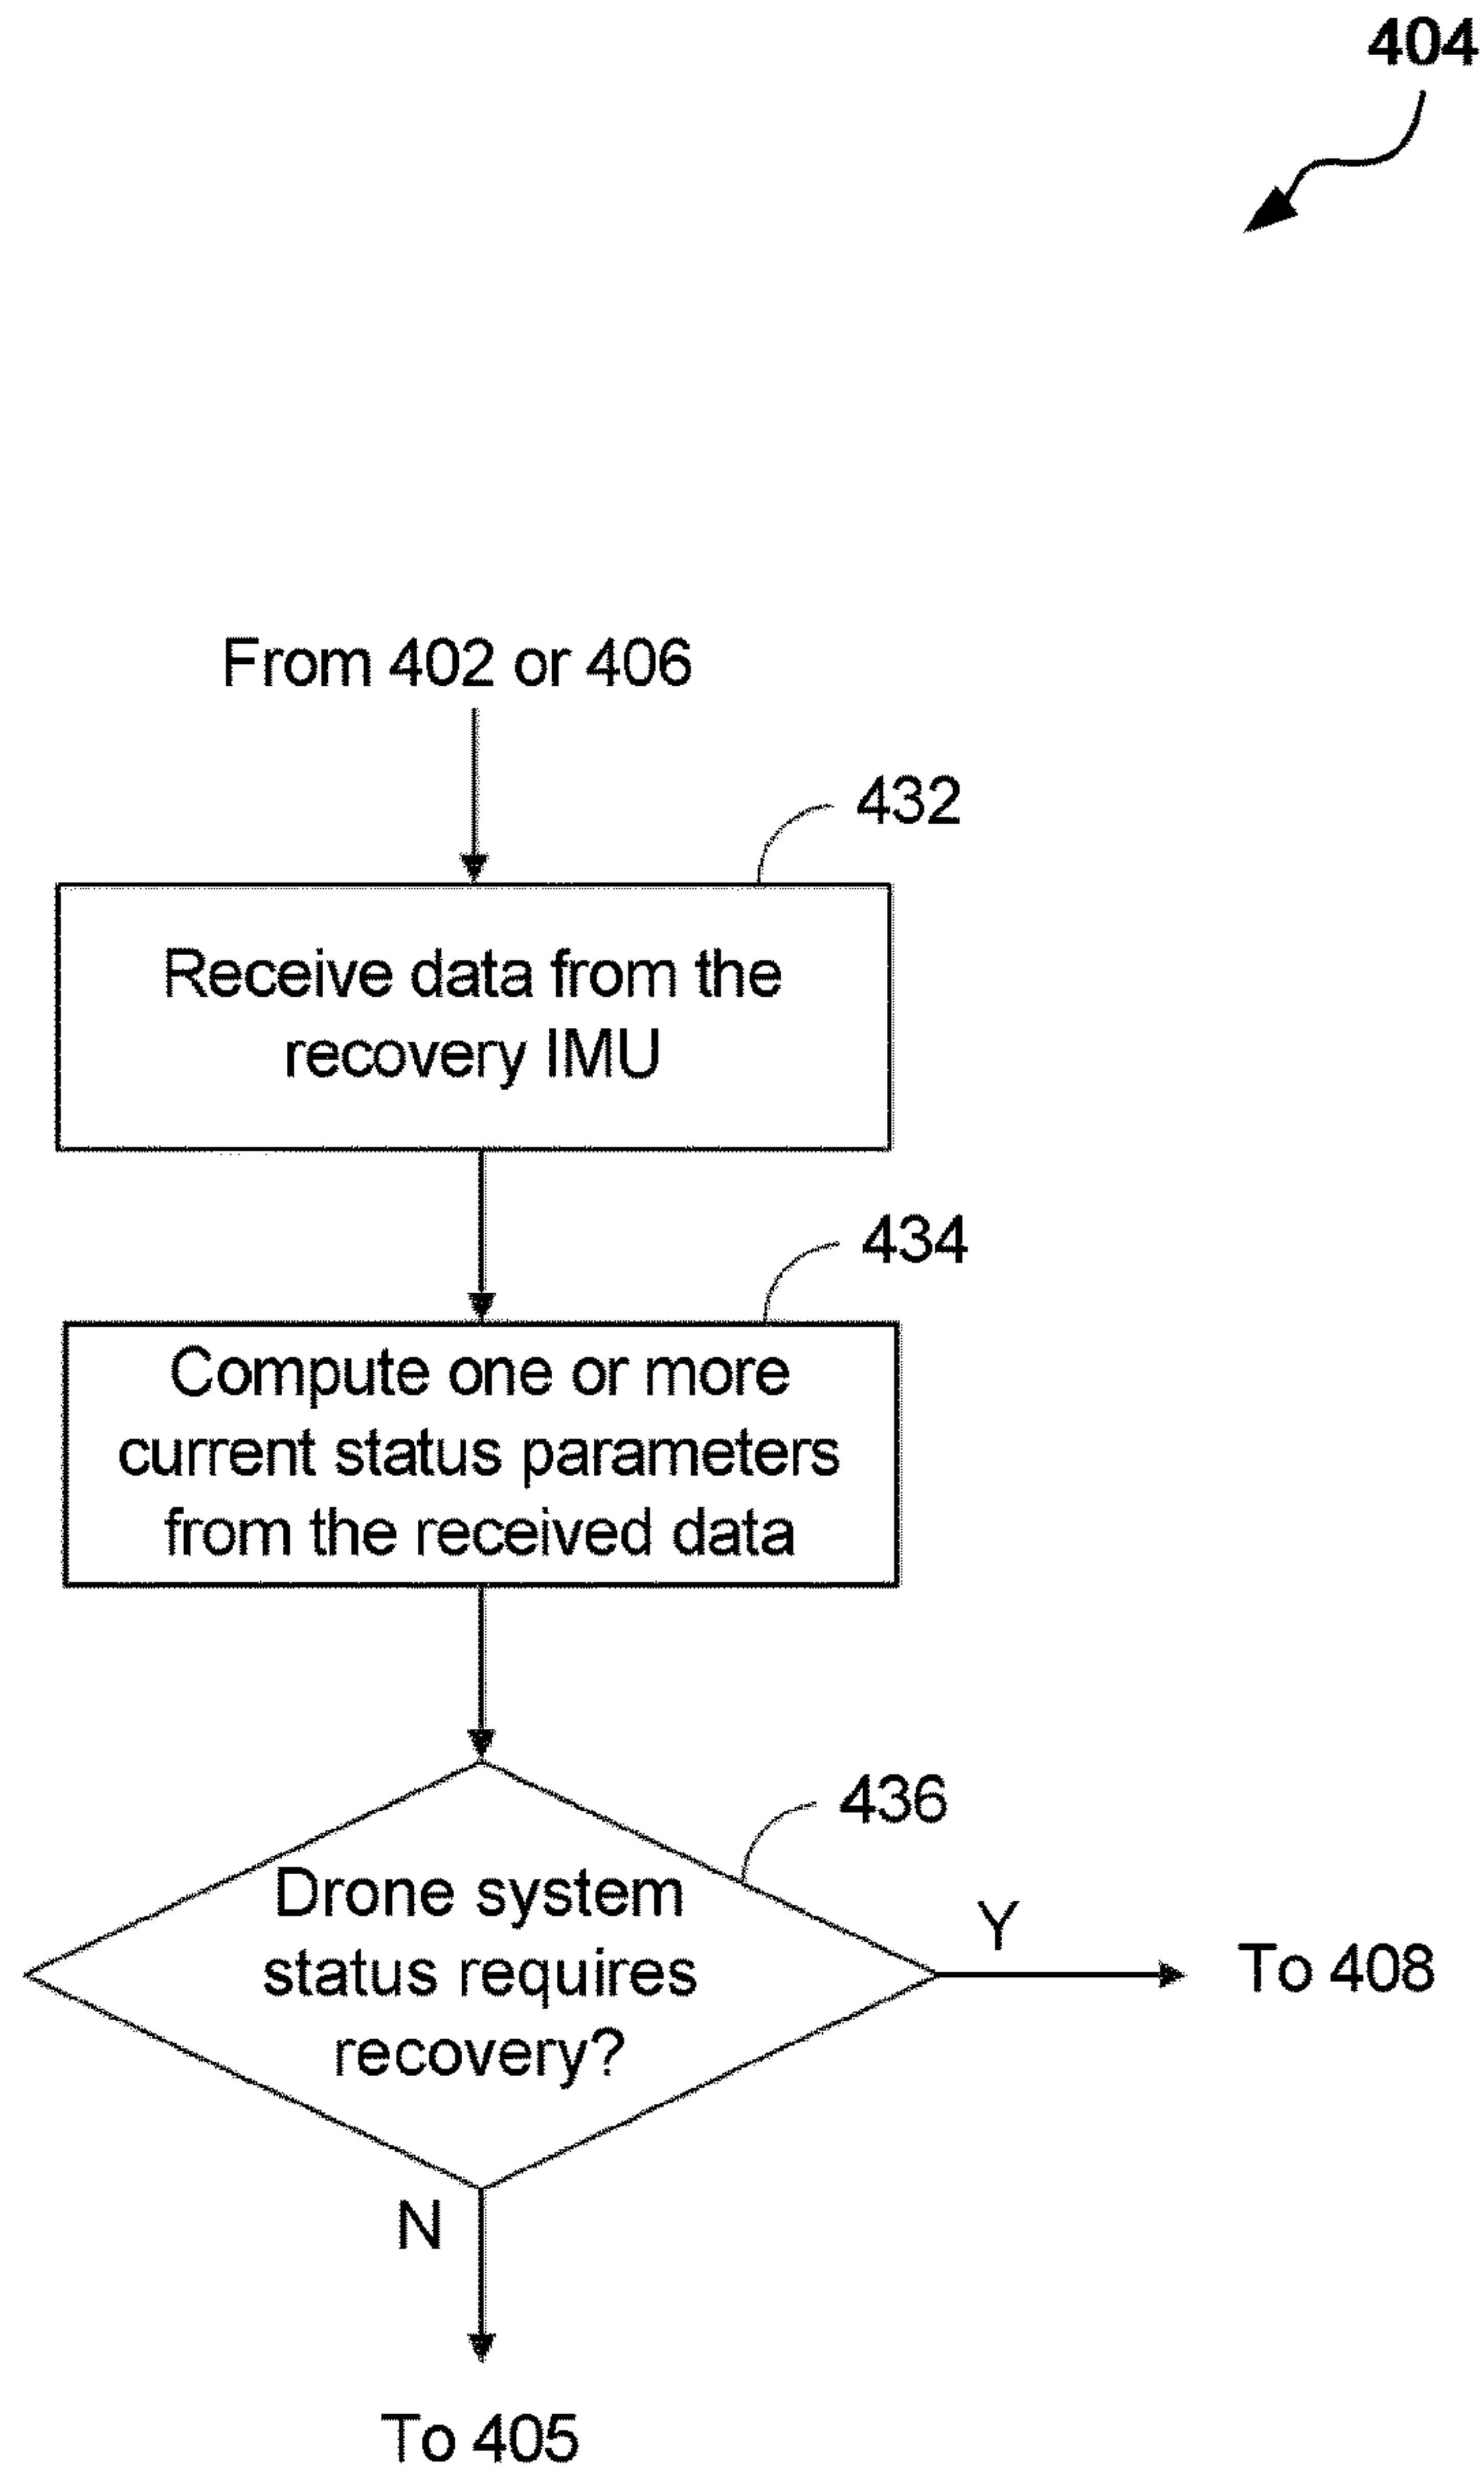 404
From 402 or 406
432
Receive data from the
recovery IMU
434
Compute one or more
current status parameters
from the received data
436
Drone system
status requires
recovery?
Y
To 408
N
To 405